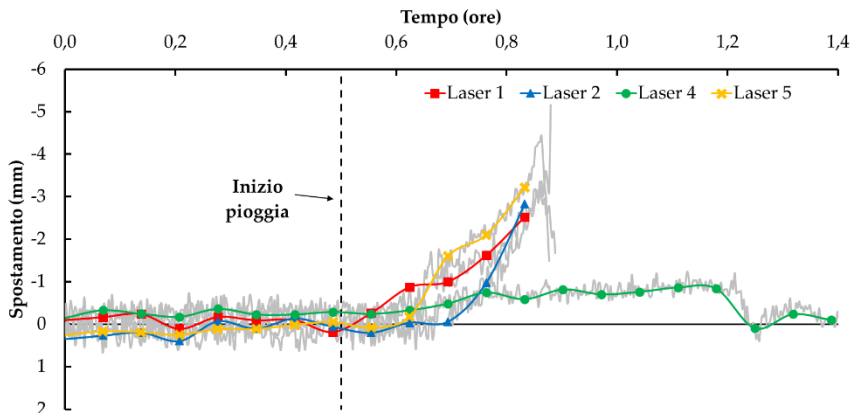 Tempo (ore)
0,0 0,2 0,4 0,6 0,8 1,0 1,2 1,4
-6
-5
-4
-3
-2
-1
0
1
2
Spostamento (mm)
Laser 1 Laser 2 Laser 4 Laser 5
Inizio
pioggia